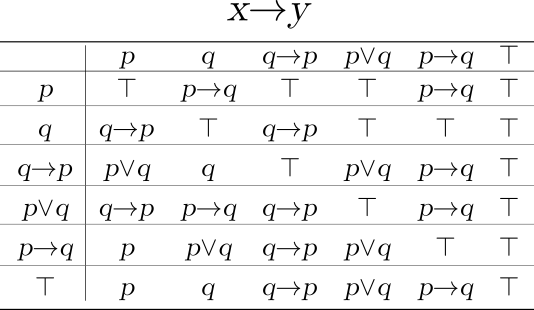 x→y
p q q→p p∨q p→q ⊤
p ⊤ p→q ⊤ ⊤ p→q ⊤
q q→p ⊤ q→p ⊤ ⊤ ⊤
q→p p∨q q ⊤ p∨q p→q ⊤
p∨q q→p p→q q→p ⊤ p→q ⊤
p→q p p∨q q→p p∨q ⊤ ⊤
⊤ p q q→p p∨q p→q ⊤